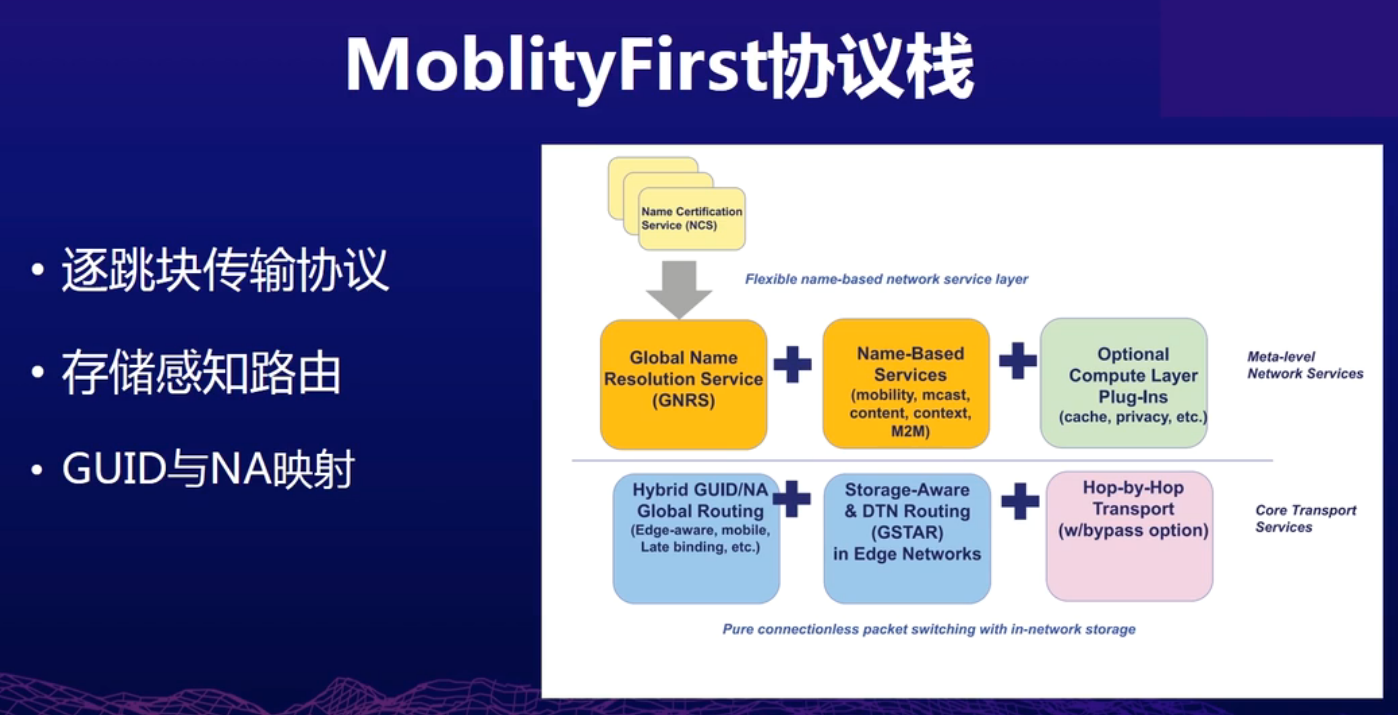 MoblityFirst协议栈
• 逐跳块传输协议
• 存储感知路由
• GUID与NA映射
Name Certification
Service (NCS)
Flexible name-based network service layer
Global Name
Resolution Service
(GNRS)
Name-Based
Services
(mobility, mcast,
content, context,
M2M)
Optional
Compute Layer
Plug-Ins
(cache, privacy, etc.)
Meta-level
Network Services
Hybrid GUID/NA
Global Routing
(Edge-aware, mobile,
Late binding, etc.)
Storage-Aware
& DTN Routing
(GSTAR)
in Edge Networks
Hop-by-Hop
Transport
(w/bypass option)
Core Transport
Services
Pure connectionless packet switching with in-network storage